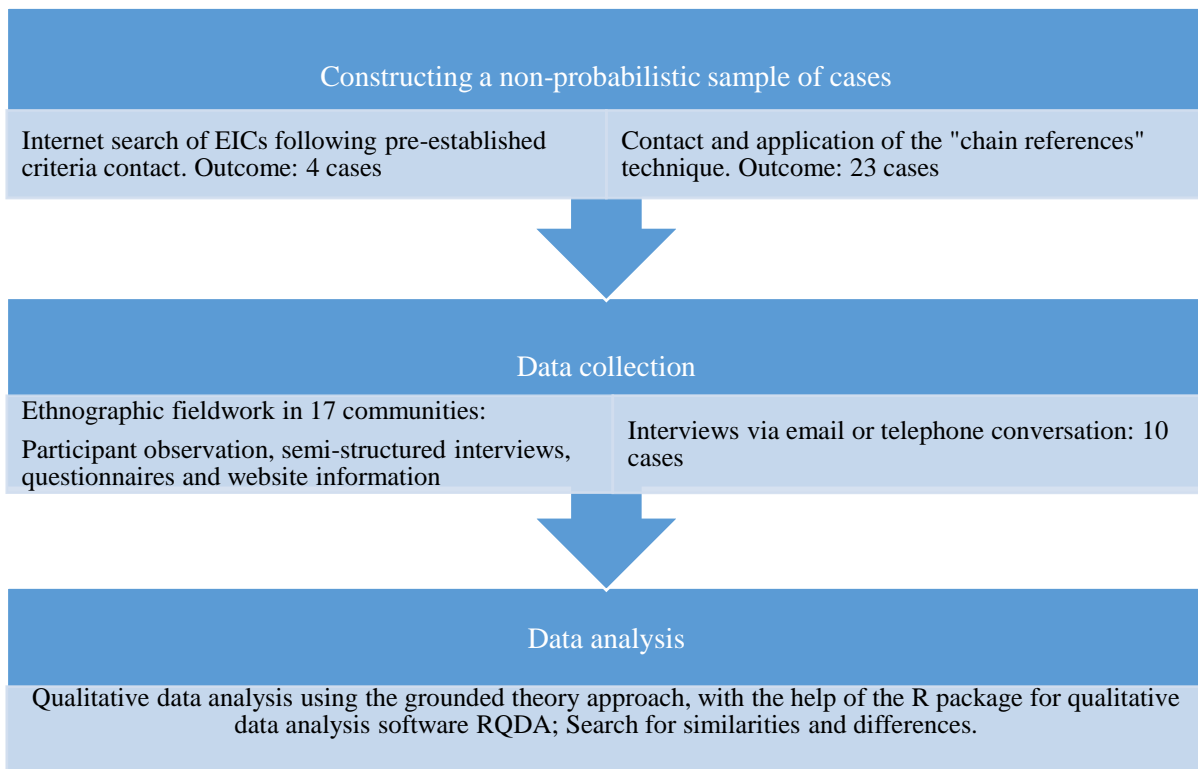 Constructing a non-probabilistic sample of cases
Internet search of EICs following pre-established
criteria contact. Outcome: 4 cases
Contact and application of the "chain references"
technique. Outcome: 23 cases
Data collection
Ethnographic fieldwork in 17 communities:
Participant observation, semi-structured interviews,
questionnaires and website information
Interviews via email or telephone conversation: 10
cases
Data analysis
Qualitative data analysis using the grounded theory approach, with the help of the R package for qualitative
data analysis software RQDA; Search for similarities and differences.